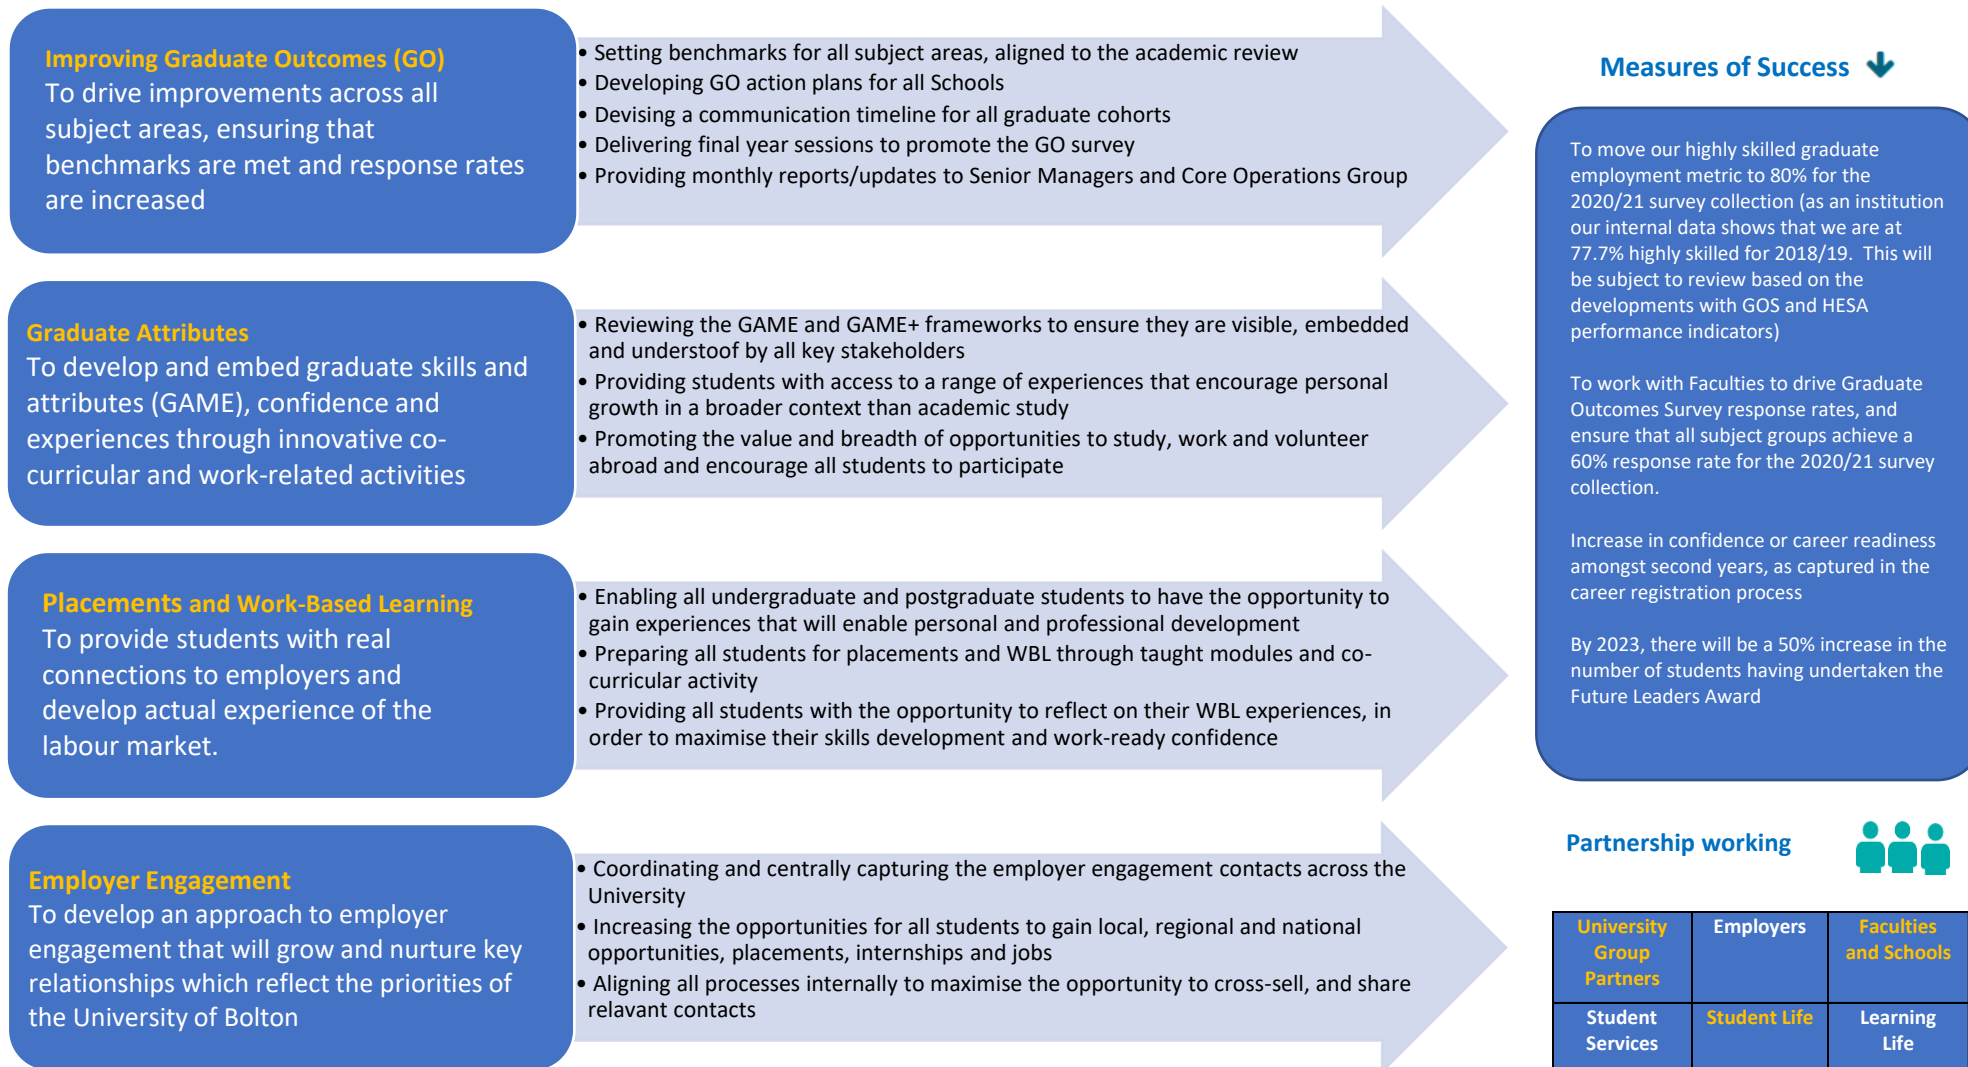 Improving Graduate Outcomes (GO)
To drive improvements across all
subject areas, ensuring that
benchmarks are met and response rates
are increased
• Setting benchmarks for all subject areas, aligned to the academic review
• Developing GO action plans for all Schools
• Devising a communication timeline for all graduate cohorts
• Delivering final year sessions to promote the GO survey
• Providing monthly reports/updates to Senior Managers and Core Operations Group
Graduate Attributes
To develop and embed graduate skills and
attributes (GAME), confidence and
experiences through innovative co-
curricular and work-related activities
• Reviewing the GAME and GAME+ frameworks to ensure they are visible, embedded
and understoof by all key stakeholders
• Providing students with access to a range of experiences that encourage personal
growth in a broader context than academic study
• Promoting the value and breadth of opportunities to study, work and volunteer
abroad and encourage all students to participate
Placements and Work-Based Learning
To provide students with real
connections to employers and
develop actual experience of the
labour market.
• Enabling all undergraduate and postgraduate students to have the opportunity to
gain experiences that will enable personal and professional development
• Preparing all students for placements and WBL through taught modules and co-
curricular activity
• Providing all students with the opportunity to reflect on their WBL experiences, in
order to maximise their skills development and work-ready confidence
Employer Engagement
To develop an approach to employer
engagement that will grow and nurture key
relationships which reflect the priorities of
the University of Bolton
• Coordinating and centrally capturing the employer engagement contacts across the
University
• Increasing the opportunities for all students to gain local, regional and national
opportunities, placements, internships and jobs
• Aligning all processes internally to maximise the opportunity to cross-sell, and share
relavant contacts
Measures of Success
To move our highly skilled graduate
employment metric to 80% for the
2020/21 survey collection (as an institution
our internal data shows that we are at
77.7% highly skilled for 2018/19. This will
be subject to review based on the
developments with GOS and HESA
performance indicators)
To work with Faculties to drive Graduate
Outcomes Survey response rates, and
ensure that all subject groups achieve a
60% response rate for the 2020/21 survey
collection.
Increase in confidence or career readiness
amongst second years, as captured in the
career registration process
By 2023, there will be a 50% increase in the
number of students having undertaken the
Future Leaders Award
Partnership working
University
Group
Partners
Employers
Faculties
and Schools
Student
Services
Student Life
Learning
Life